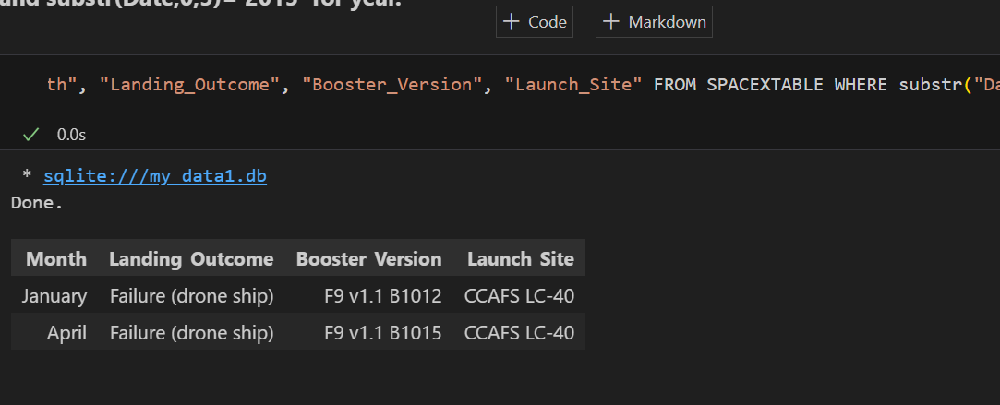 and substr(Date,0,5)='2015' for year.
+ Code + Markdown
th", "Landing_Outcome", "Booster_Version", "Launch_Site" FROM SPACEXTABLE WHERE substr("Da
0.0s
* sqlite:///my_data1.db
Done.
Month Landing_Outcome Booster_Version Launch_Site
January Failure (drone ship) F9 v1.1 B1012 CCAFS LC-40
April Failure (drone ship) F9 v1.1 B1015 CCAFS LC-40